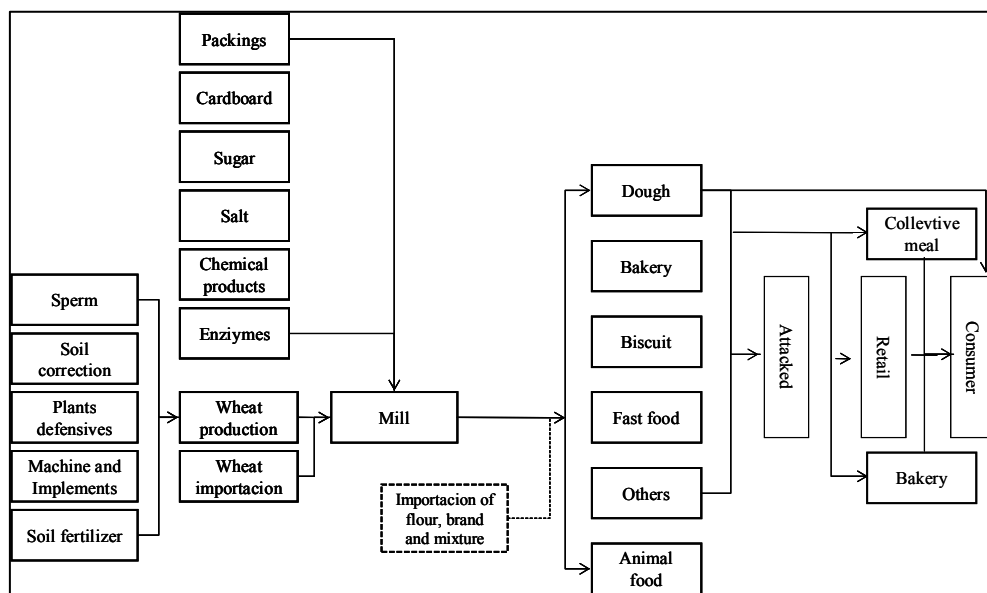 Packings
Cardboard
Sugar
Salt
Chemical
products
Enziymes
Sperm
Soil
correction
Plants
defensives
Machine and
Implements
Soil fertilizer
Wheat
production
Wheat
importacion
Mill
Importacion of
flour, brand
and mixture
Dough
Bakery
Biscuit
Fast food
Others
Animal
food
Attacked
Retail
Collevtive
meal
Bakery
Consumer